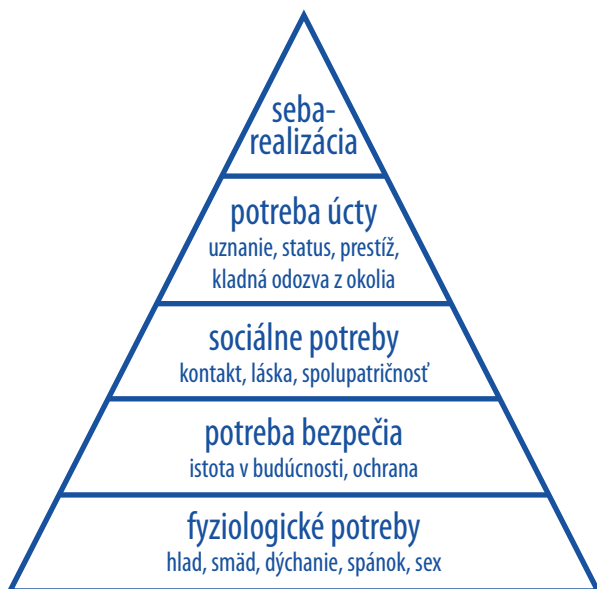 seba-
realizácia
potreba úcty
uznanie, status, prestíž,
kladná odozva z okolia
sociálne potreby
kontakt, láska, spolupatričnosť
potreba bezpečia
istota v budúcnosti, ochrana
fyziologické potreby
hlad, smäd, dýchanie, spánok, sex